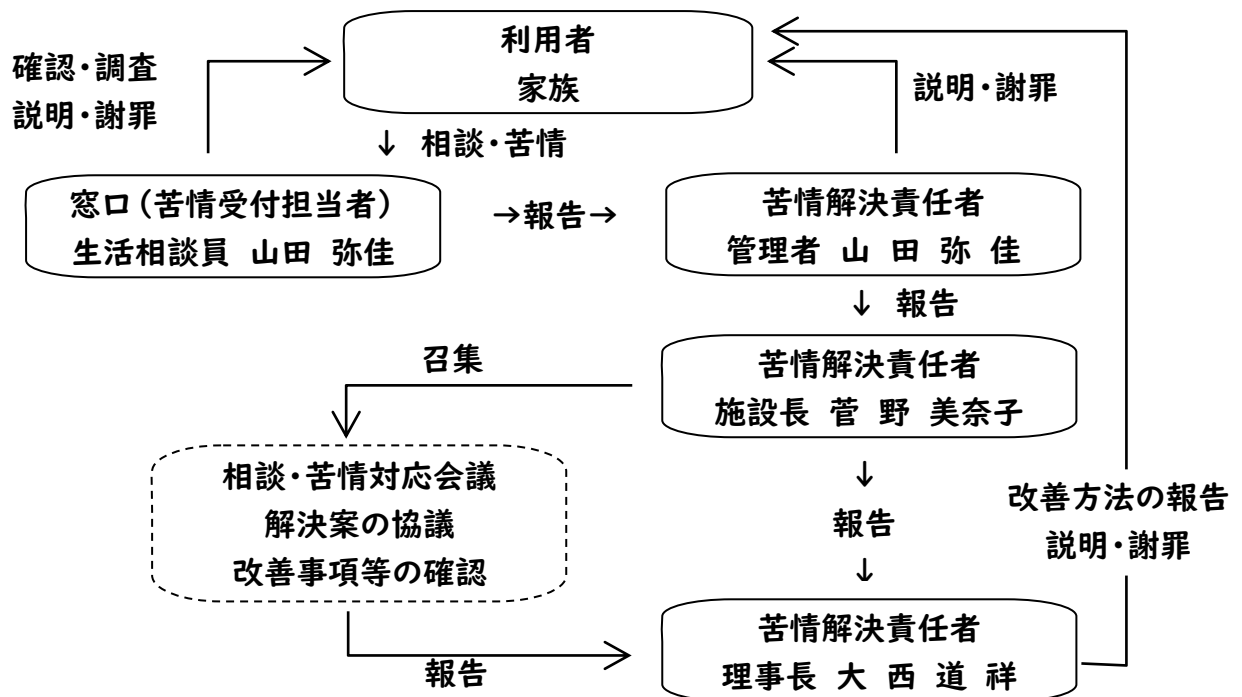 利用者
家族
確認・調査
説明・謝罪
説明・謝罪
↓ 相談・苦情
窓口（苦情受付担当者）
生活相談員 山田 弥佳
→報告→
苦情解決責任者
管理者 山 田 弥 佳
↓ 報告
召集
苦情解決責任者
施設長 菅 野 美奈子
相談・苦情対応会議
解決案の協議
改善事項等の確認
↓
報告
↓
改善方法の報告
説明・謝罪
報告
苦情解決責任者
理事長 大 西 道 祥